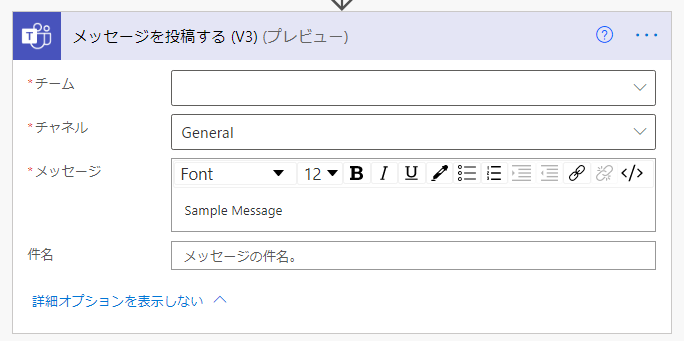 メッセージを投稿する (V3) (プレビュー)
*チーム
*チャネル
General
*メッセージ
Font 12 B I U </>
Sample Message
件名
メッセージの件名。
詳細オプションを表示しない